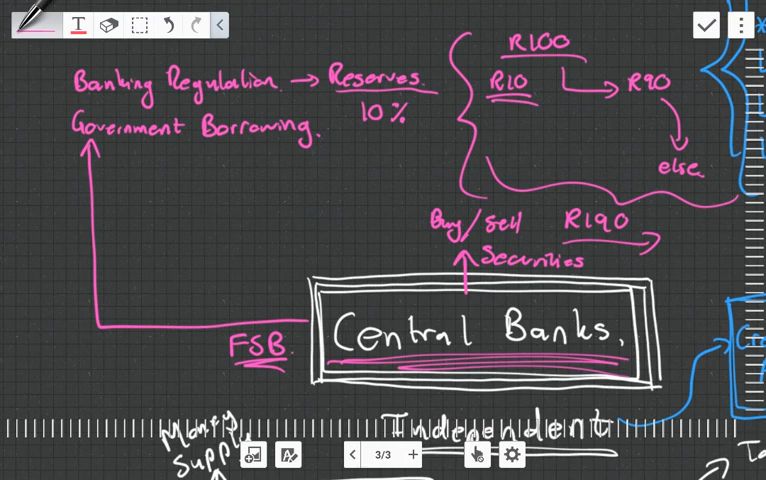 T
R100
Banking Regulation → Reserves.
10%
R10
R90
Government Borrowing.
else.
Buy/sell
R190
Securities
Central Banks.
FSB.
Independent
Money
Supply
3/3